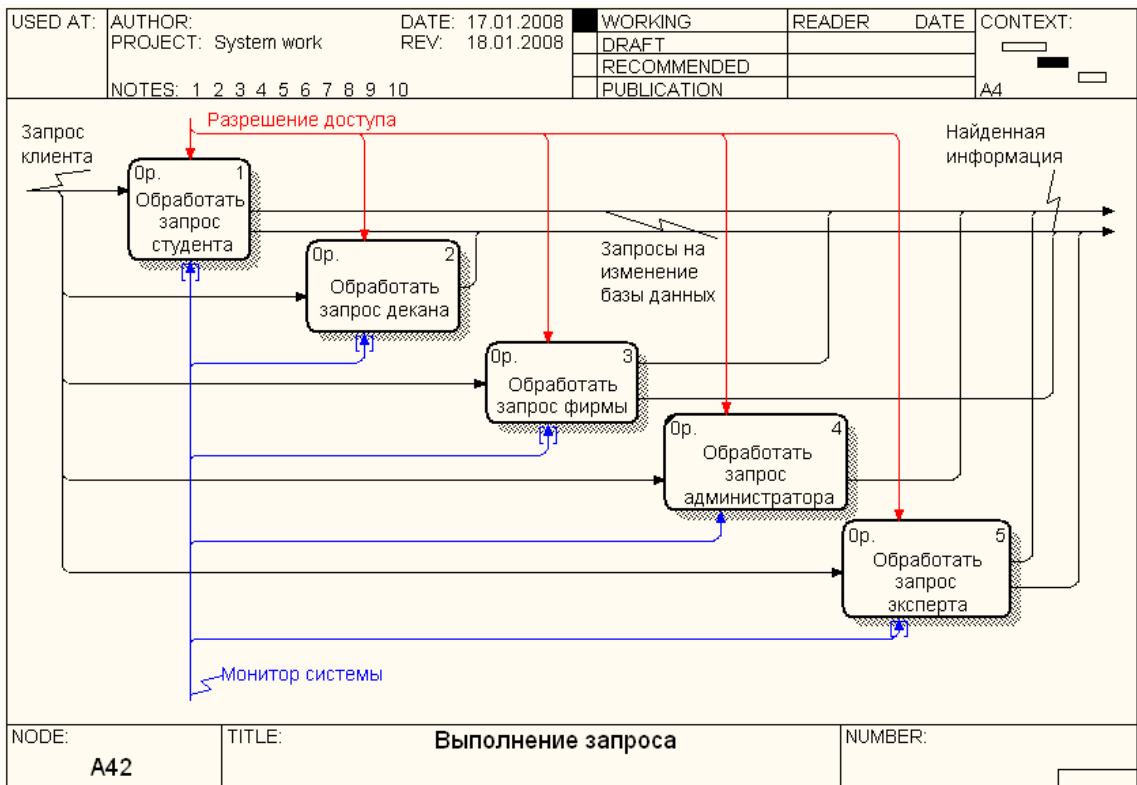 USED AT:
AUTHOR:
DATE: 17.01.2008
PROJECT: System work
REV: 18.01.2008
NOTES: 1 2 3 4 5 6 7 8 9 10
WORKING
DRAFT
RECOMMENDED
PUBLICATION
READER
DATE
CONTEXT:
A4
Запрос
клиента
Разрешение доступа
Найденная
информация
0р.
1
Обработать
запрос
студента
0р.
2
Обработать
запрос декана
Запросы на
изменение
базы данных
0р.
3
Обработать
запрос фирмы
0р.
4
Обработать
запрос
администратора
0р.
5
Обработать
запрос
эксперта
Монитор системы
NODE:
A42
TITLE:
Выполнение запроса
NUMBER: